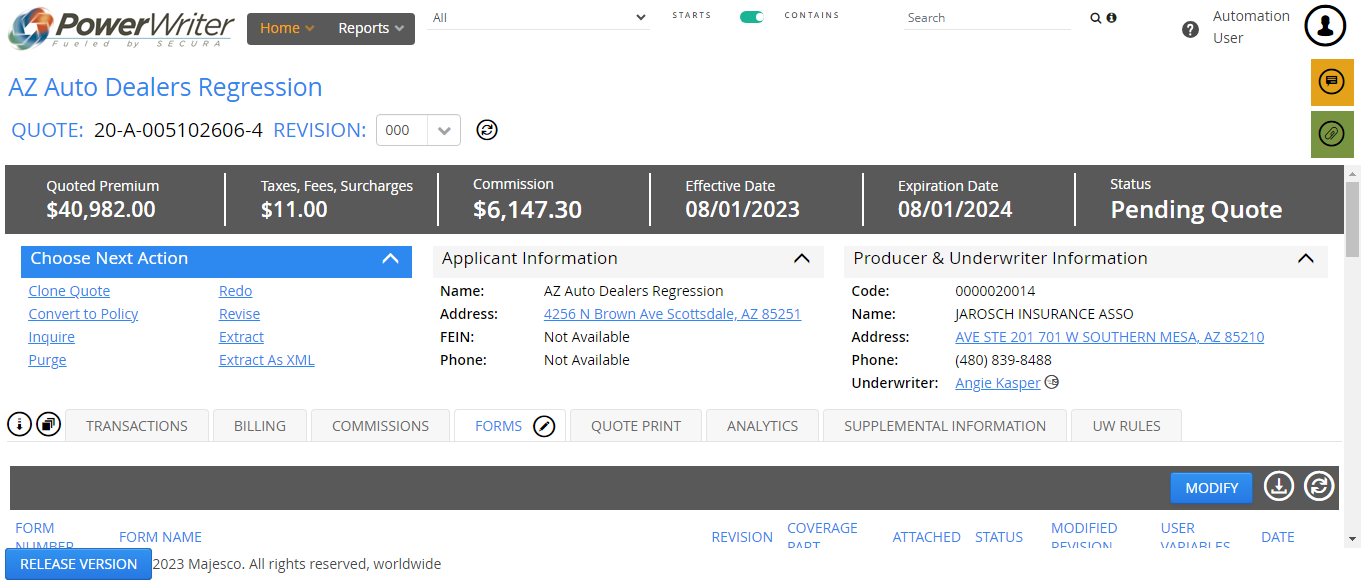 PowerWriter
Fueled by SECURA
Home Reports
All
STARTS CONTAINS
Search
Automation User
AZ Auto Dealers Regression
QUOTE: 20-A-005102606-4 REVISION: 000
Quoted Premium
$40,982.00
Taxes, Fees, Surcharges
$11.00
Commission
$6,147.30
Effective Date
08/01/2023
Expiration Date
08/01/2024
Status
Pending Quote
Choose Next Action
Clone Quote Redo
Convert to Policy Revise
Inquire Extract
Purge Extract As XML
Applicant Information
Name: AZ Auto Dealers Regression
Address: 4256 N Brown Ave Scottsdale, AZ 85251
FEIN: Not Available
Phone: Not Available
Producer & Underwriter Information
Code: 0000020014
Name: JAROSCH INSURANCE ASSO
Address: AVE STE 201 701 W SOUTHERN MESA, AZ 85210
Phone: (480) 839-8488
Underwriter: Angie Kasper
TRANSACTIONS BILLING COMMISSIONS FORMS QUOTE PRINT ANALYTICS SUPPLEMENTAL INFORMATION UW RULES
MODIFY
FORM NUMBER FORM NAME REVISION COVERAGE PART ATTACHED STATUS MODIFIED REVISION USER VARIABLES DATE
RELEASE VERSION 2023 Majesco. All rights reserved, worldwide